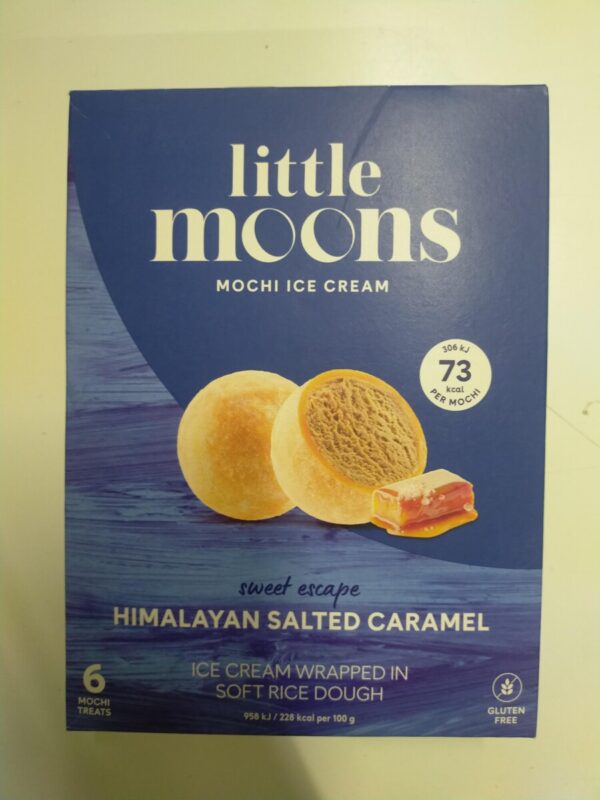 little
moons
MOCHI ICE CREAM
306 kJ
73
kcal
PER MOCHI
sweet escape
HIMALAYAN SALTED CARAMEL
6
MOCHI
TREATS
ICE CREAM WRAPPED IN
SOFT RICE DOUGH
958 kJ / 228 kcal per 100 g
GLUTEN
FREE